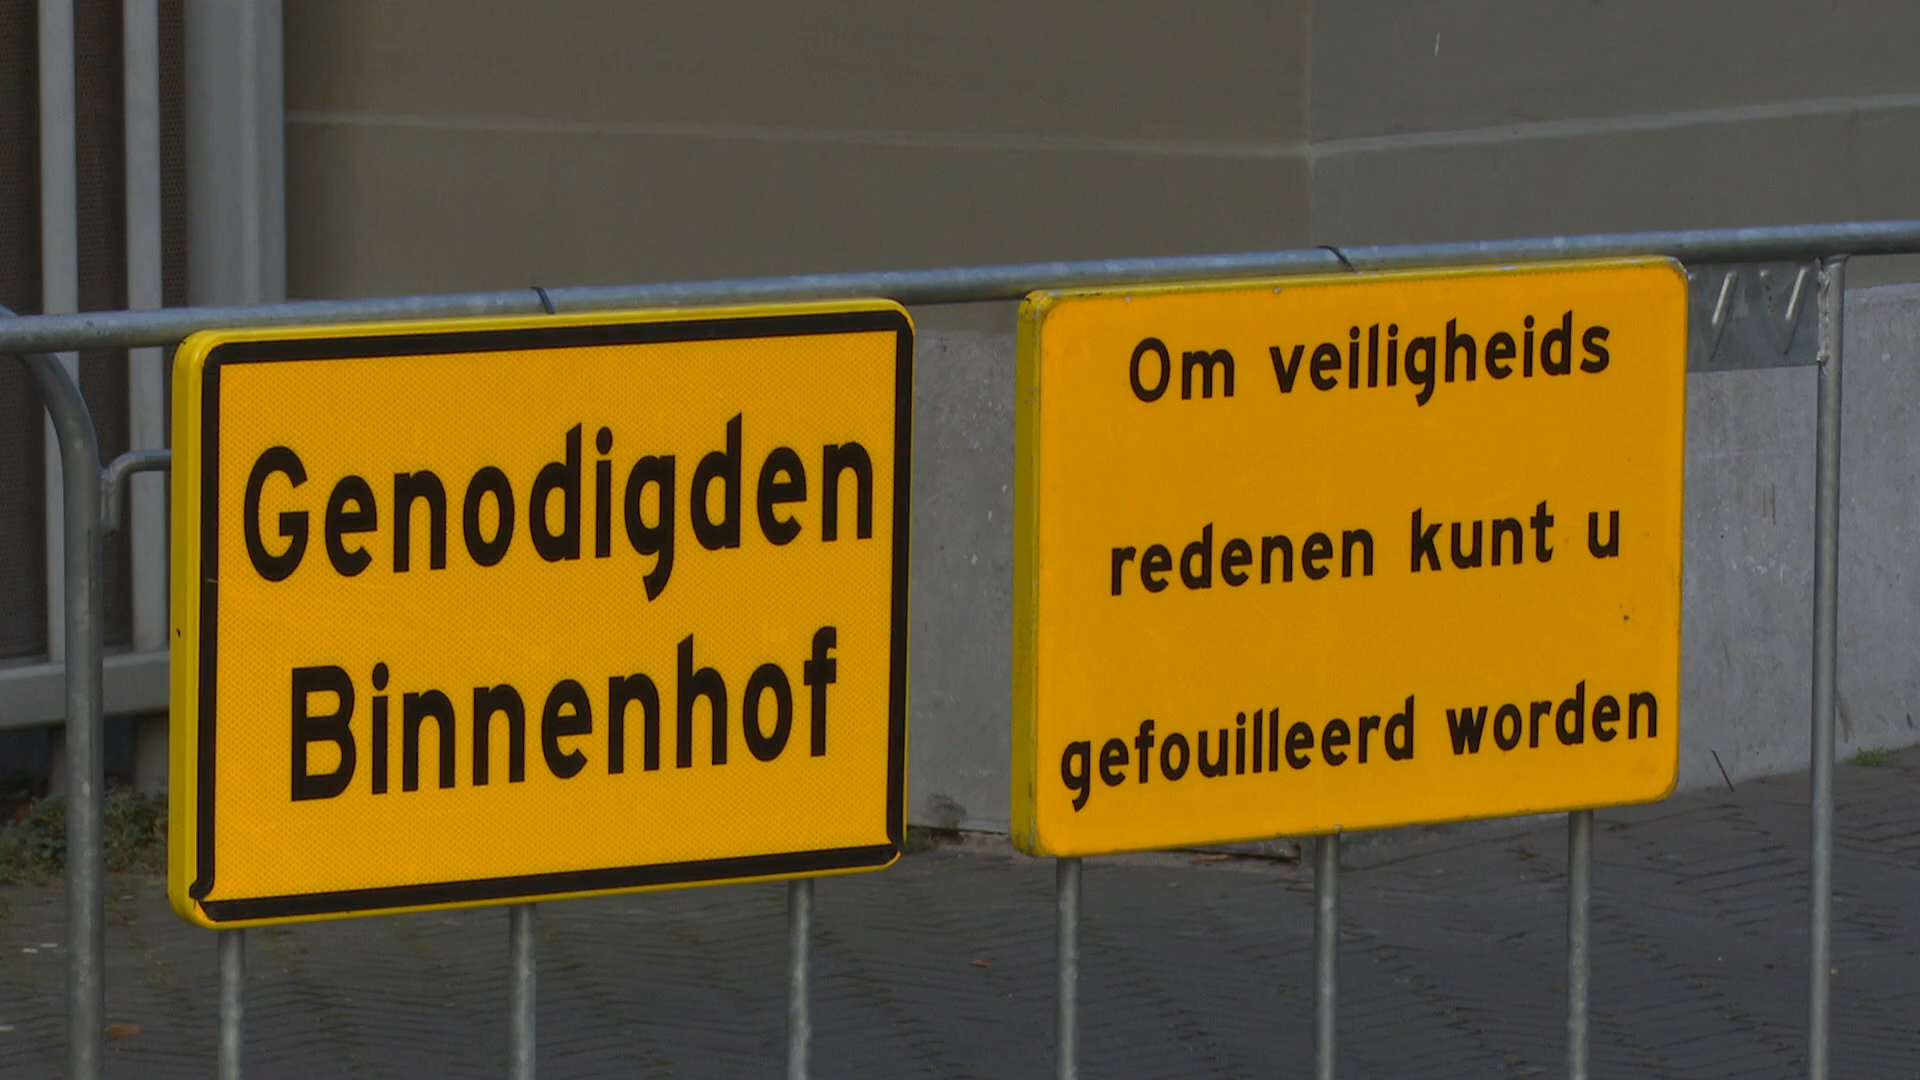 Genodigden
Binnenhof
Om veiligheids
redenen kunt u
gefouilleerd worden